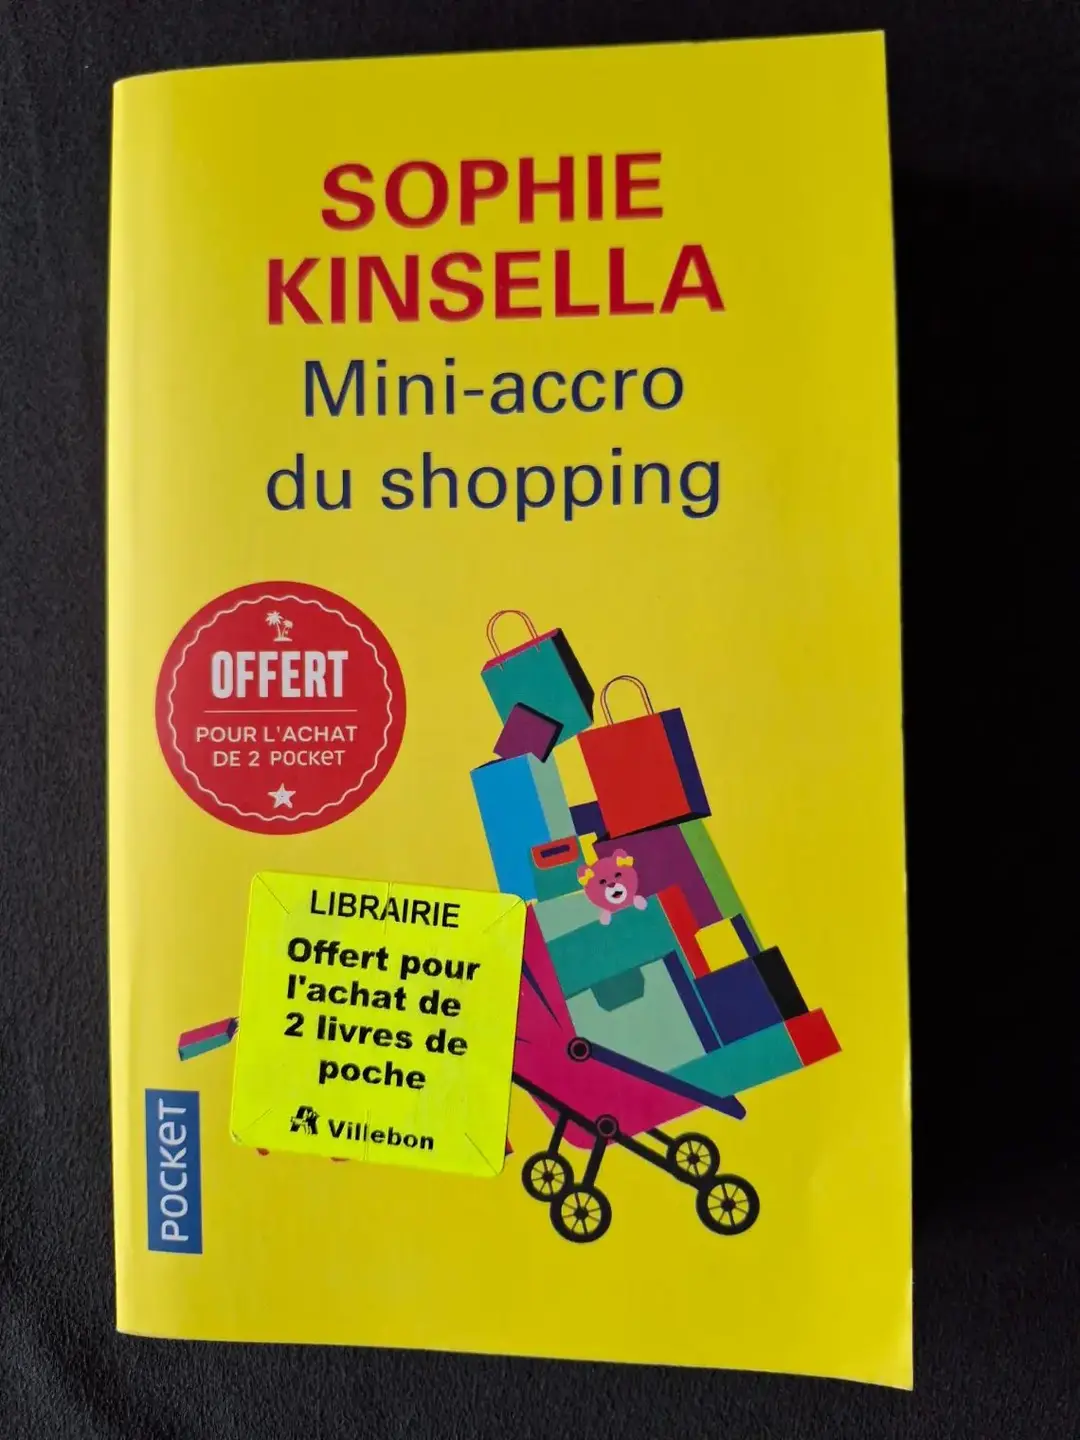 SOPHIE
KINSELLA
Mini-accro
du shopping
OFFERT
POUR L'ACHAT
DE 2 POCKET
LIBRAIRIE
Offert pour
l'achat de
2 livres de
poche
Villebon
POCKET